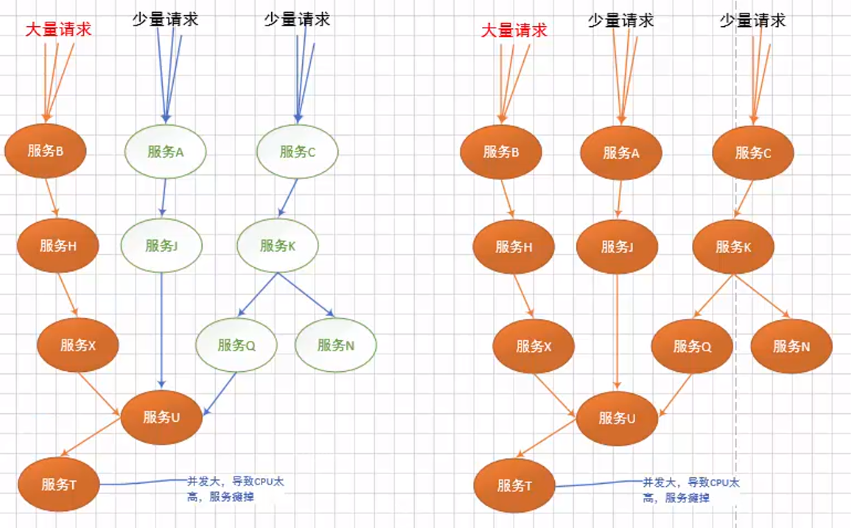 大量请求
少量请求
少量请求
大量请求
少量请求
少量请求
服务B
服务A
服务C
服务B
服务A
服务C
服务H
服务J
服务K
服务H
服务J
服务K
服务X
服务Q
服务N
服务X
服务Q
服务N
服务U
服务U
服务T
并发大，导致CPU太
高，服务瘫掉
服务T
并发大，导致CPU太
高，服务瘫掉